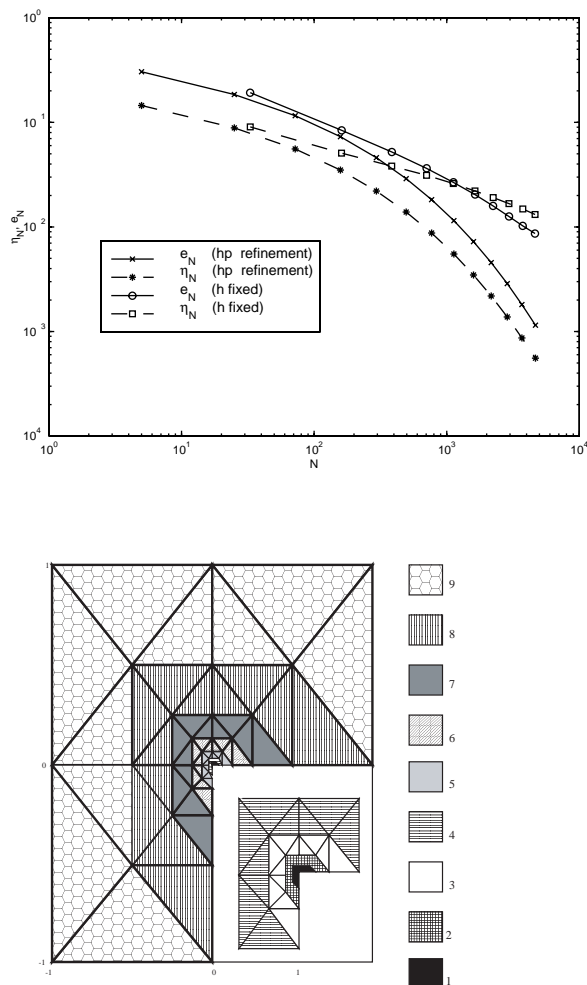 10^0
10^-1
10^-2
10^-3
10^4
η_N, e_N
e_N (hp refinement)
η_N (hp refinement)
e_N (h fixed)
η_N (h fixed)
10^0 10^1 10^2 10^3 10^4
N
1
0
-1
-1 0 1
9
8
7
6
5
4
3
2
1